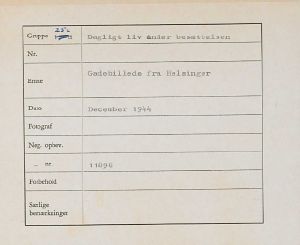 25c
Gruppe Dagligt liv under besættelsen
Nr.
Emne Gadebillede fra Helsingør
Dato December 1944
Fotograf
Neg. opbev.
– nr. 11896
Forbehold
Særlige
bemærkninger